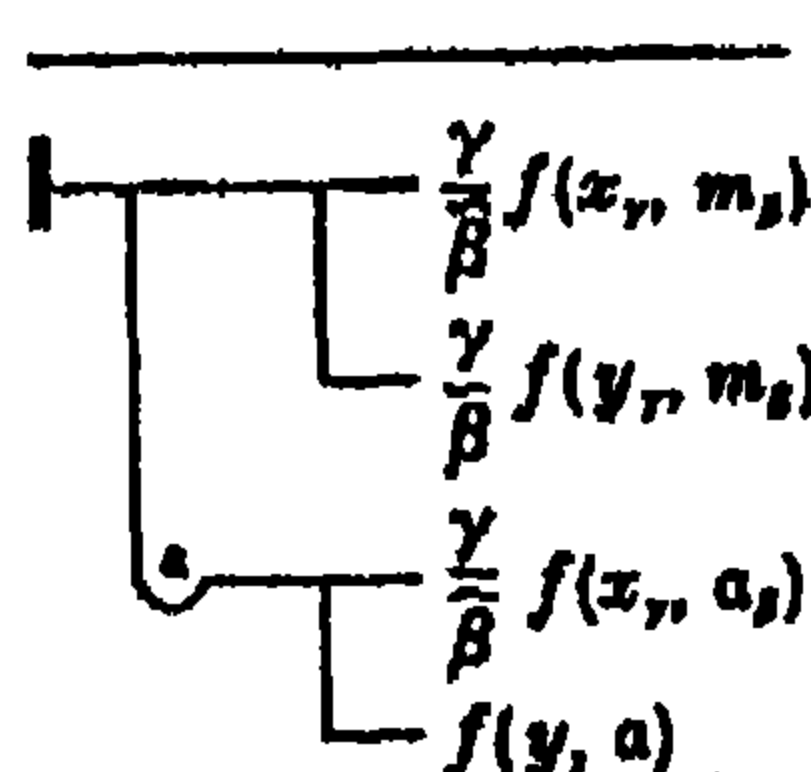 γ/β f(x_γ, m_β)
γ/β f(y_γ, m_β)
a γ/β f(x_γ, a_β)
f(y, a)